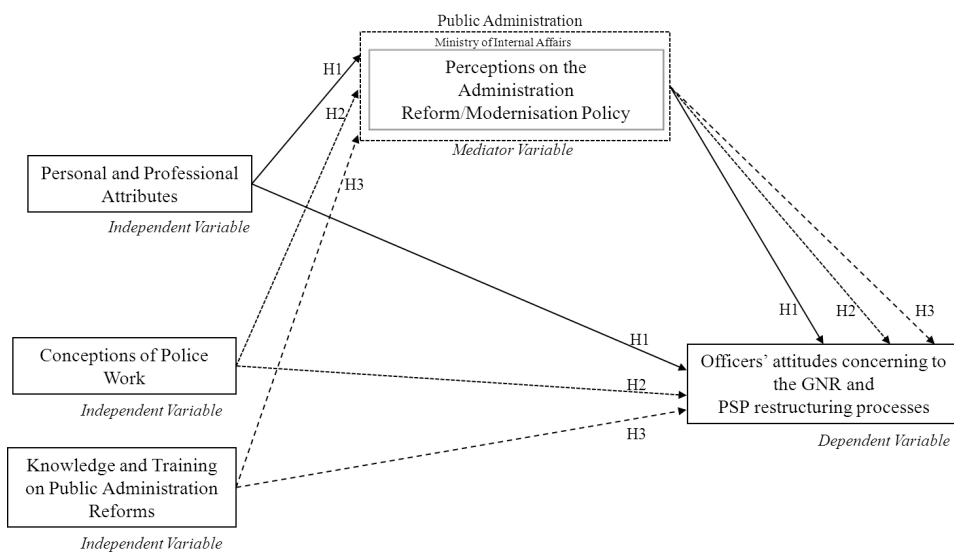 Public Administration
Ministry of Internal Affairs
Perceptions on the
Administration
Reform/Modernisation Policy
Mediator Variable
H1
H2
H3
Personal and Professional
Attributes
Independent Variable
H1
H2
H3
H1
H2
H3
Conceptions of Police
Work
Independent Variable
Officers’ attitudes concerning to
the GNR and
PSP restructuring processes
Dependent Variable
Knowledge and Training
on Public Administration
Reforms
Independent Variable